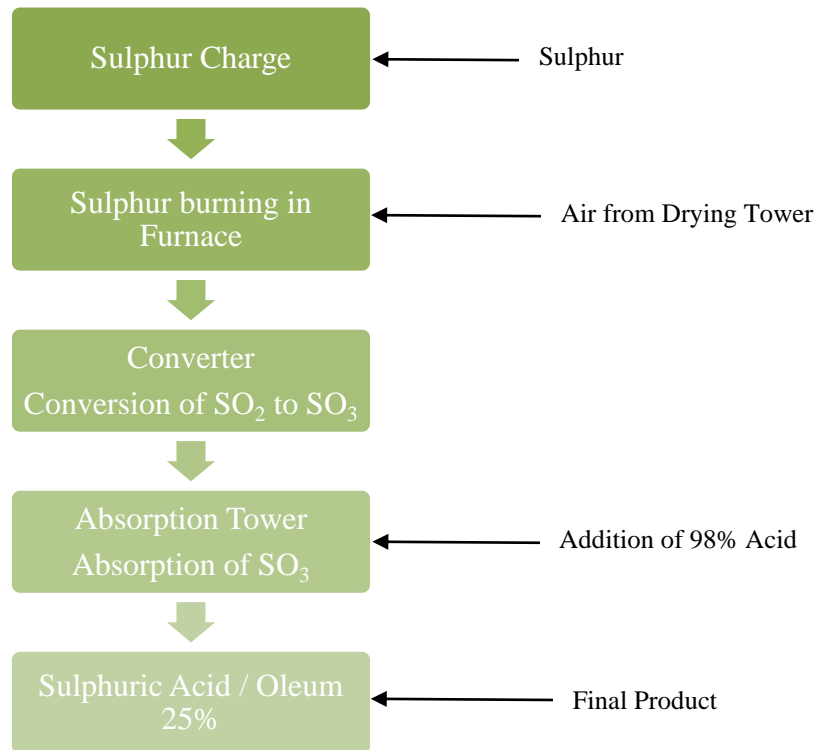 Sulphur Charge
Sulphur
Sulphur burning in
Furnace
Air from Drying Tower
Converter
Conversion of SO₂ to SO₃
Absorption Tower
Absorption of SO₃
Addition of 98% Acid
Sulphuric Acid / Oleum
25%
Final Product